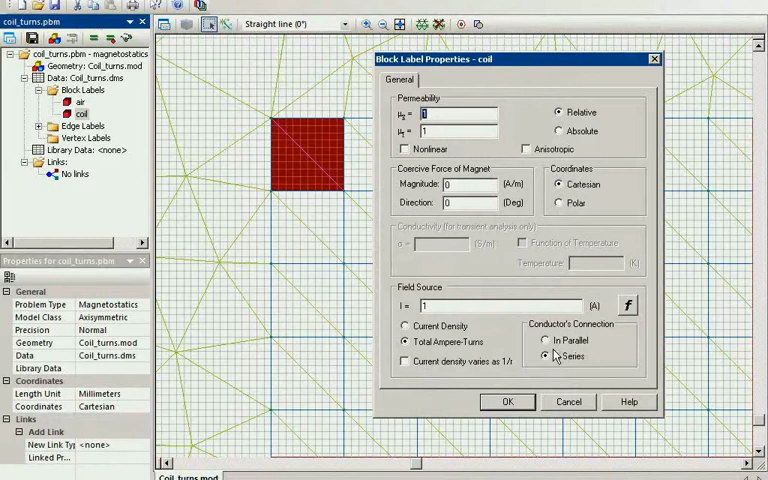 coil_turns.pbm
Straight line (0°)
coil_turns.pbm - magnetostatics
Geometry: Coil_turns.mod
Data: Coil_turns.dms
Block Labels
air
coil
Edge Labels
Vertex Labels
Library Data: <none>
Links:
No links
Properties for coil_turns.pbm
General
Problem Type Magnetostatics
Model Class Axisymmetric
Precision Normal
Geometry Coil_turns.mod
Data Coil_turns.dms
Library Data
Coordinates
Length Unit Millimeters
Coordinates Cartesian
Links
Add Link
New Link Typ <none>
Linked Pr...
Block Label Properties - coil
General
Permeability
μz = 1
μr = 1
Relative
Absolute
Nonlinear
Anisotropic
Coercive Force of Magnet
Magnitude: 0 (A/m)
Direction: 0 (Deg)
Coordinates
Cartesian
Polar
Conductivity (for transient analysis only)
σ = (S/m)
Function of Temperature
Temperature: (K)
Field Source
I = 1 (A)
f
Current Density
Total Ampere-Turns
Current density varies as 1/r
Conductor's Connection
In Parallel
Series
OK
Cancel
Help
Coil_turns.mod